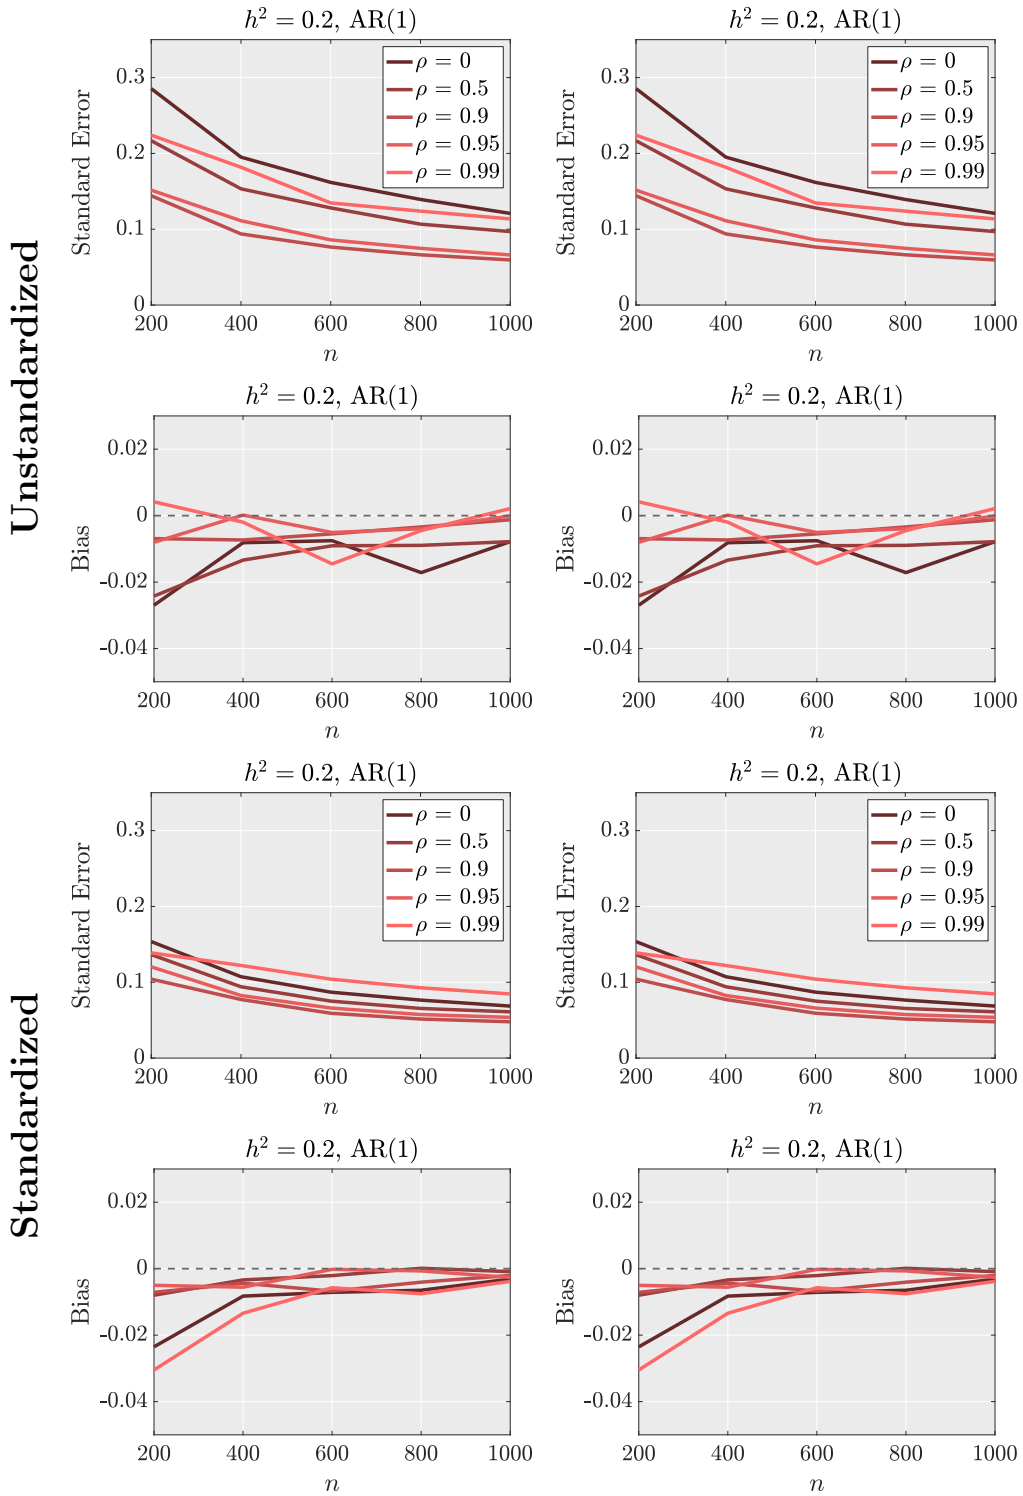 Unstandardized
h² = 0.2, AR(1)
Standard Error
0.3
0.2
0.1
0
ρ = 0
ρ = 0.5
ρ = 0.9
ρ = 0.95
ρ = 0.99
200 400 600 800 1000
n
h² = 0.2, AR(1)
Standard Error
0.3
0.2
0.1
0
ρ = 0
ρ = 0.5
ρ = 0.9
ρ = 0.95
ρ = 0.99
200 400 600 800 1000
n
h² = 0.2, AR(1)
Bias
0.02
0
-0.02
-0.04
200 400 600 800 1000
n
h² = 0.2, AR(1)
Bias
0.02
0
-0.02
-0.04
200 400 600 800 1000
n
Standardized
h² = 0.2, AR(1)
Standard Error
0.3
0.2
0.1
0
ρ = 0
ρ = 0.5
ρ = 0.9
ρ = 0.95
ρ = 0.99
200 400 600 800 1000
n
h² = 0.2, AR(1)
Standard Error
0.3
0.2
0.1
0
ρ = 0
ρ = 0.5
ρ = 0.9
ρ = 0.95
ρ = 0.99
200 400 600 800 1000
n
h² = 0.2, AR(1)
Bias
0.02
0
-0.02
-0.04
200 400 600 800 1000
n
h² = 0.2, AR(1)
Bias
0.02
0
-0.02
-0.04
200 400 600 800 1000
n